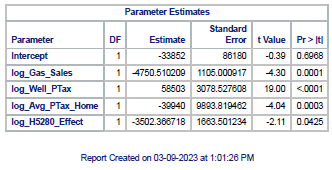 Parameter Estimates
Parameter DF Estimate Standard Error t Value Pr > |t|
Intercept 1 -33852 86180 -0.39 0.6968
log_Gas_Sales 1 -4750.510209 1105.000917 -4.30 0.0001
log_Well_PTax 1 58503 3078.527608 19.00 <.0001
log_Avg_PTax_Home 1 -39940 9893.819462 -4.04 0.0003
log_H5280_Effect 1 -3502.366718 1663.501234 -2.11 0.0425
Report Created on 03-09-2023 at 1:01:26 PM